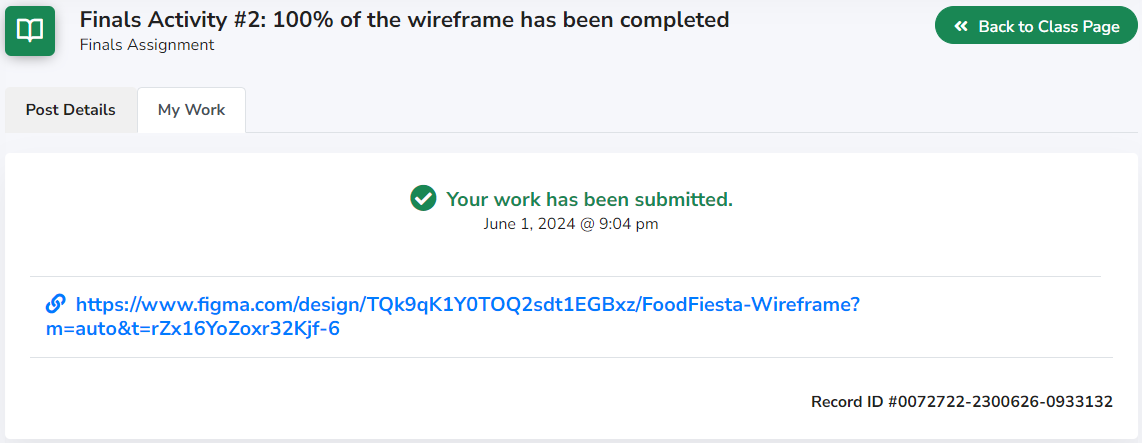 Finals Activity #2: 100% of the wireframe has been completed
Finals Assignment
Back to Class Page
Post Details
My Work
Your work has been submitted.
June 1, 2024 @ 9:04 pm
https://www.figma.com/design/TQk9qK1Y0TOQ2sdt1EGBxz/FoodFiesta-Wireframe?
m=auto&t=rZx16YoZoxr32Kjf-6
Record ID #0072722-2300626-0933132